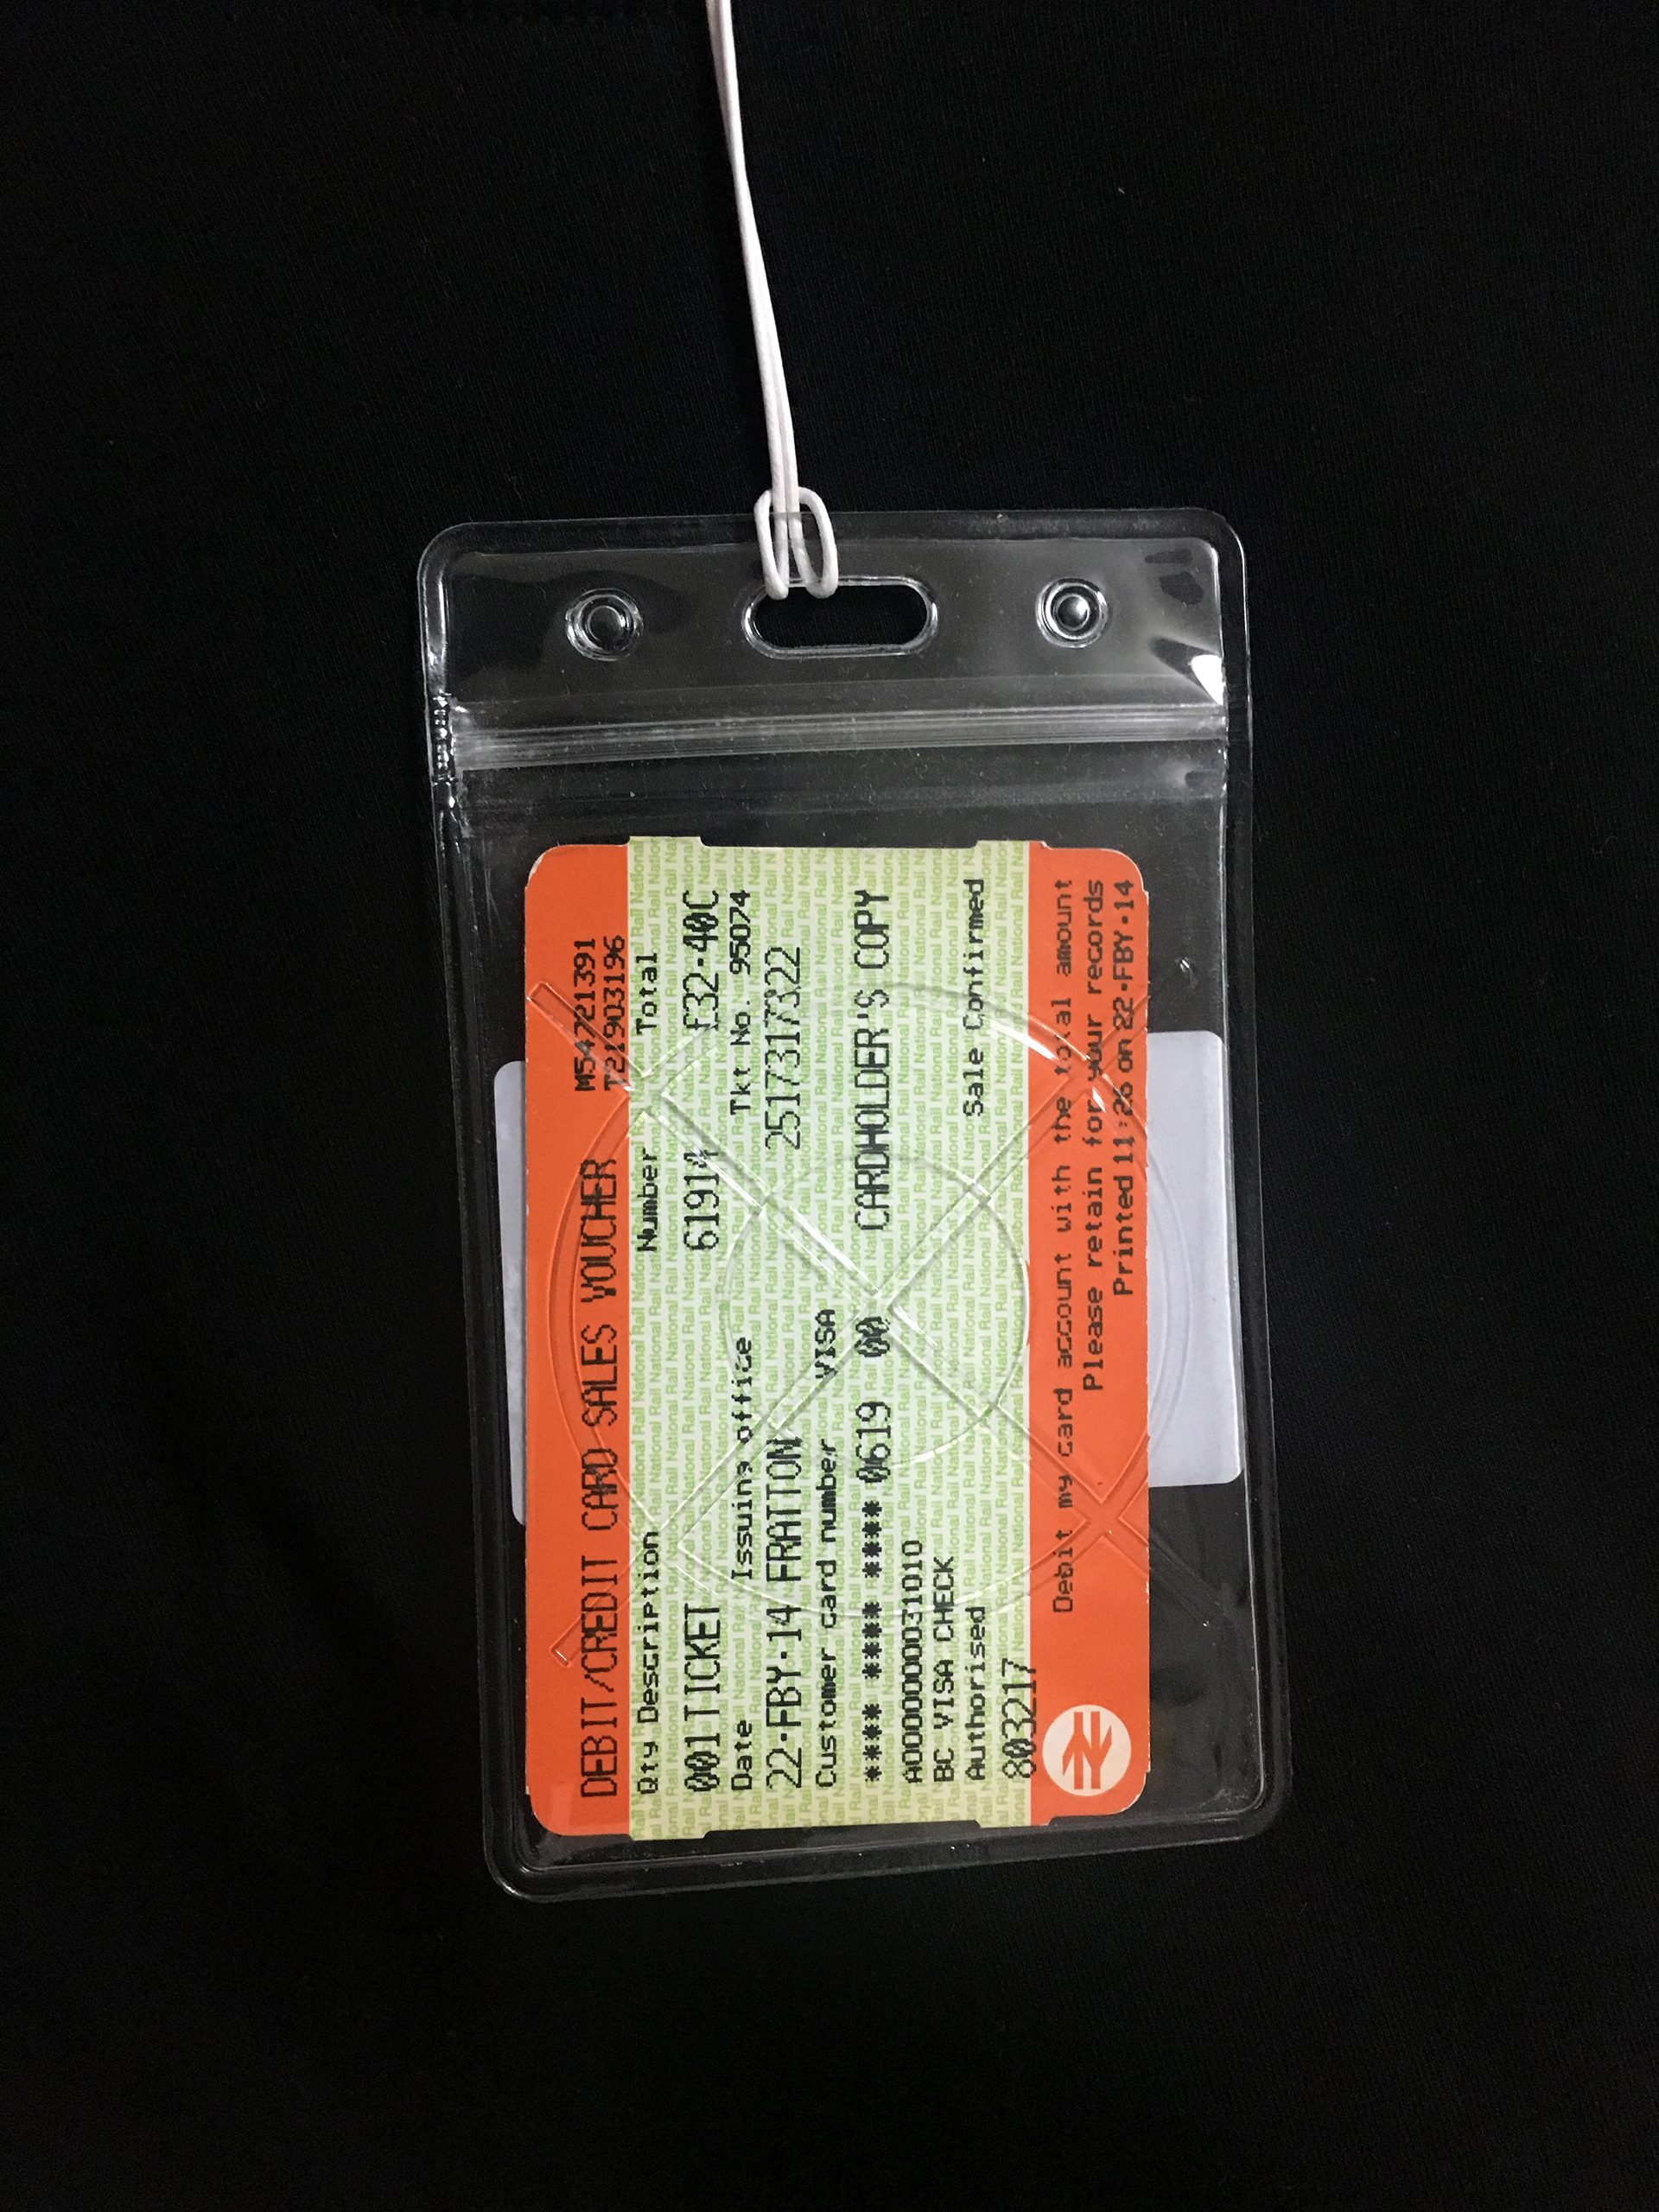 M54721391
DEBIT/CREDIT CARD SALES VOUCHER T21903196
Qty Description Number Total
001 TICKET 61914 £32·40C
Date Issuing office Tkt No. 95074
22·FBY·14 FRATTON 2517317322
Customer card number VISA
**** **** **** 0619 00 CARDHOLDER'S COPY
A0000000031010
BC VISA CHECK
Authorised Sale Confirmed
803217
Debit my card account with the total amount
Please retain for your records
Printed 11:26 on 22·FBY·14